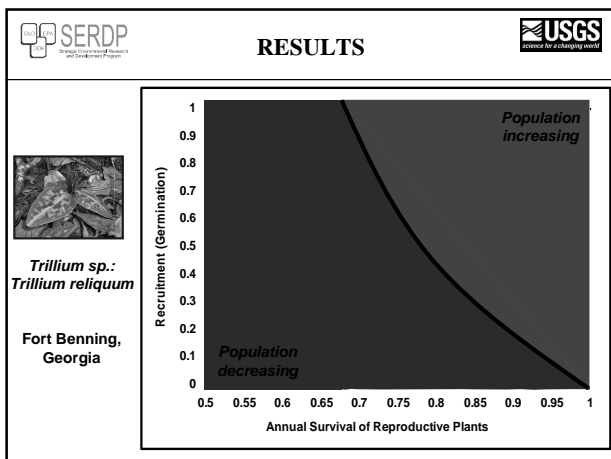 DoD
EPA
DOE
SERDP
Strategic Environmental Research
and Development Program
RESULTS
USGS
science for a changing world
Trillium sp.:
Trillium reliquum
Fort Benning,
Georgia
Recruitment (Germination)
1
0.9
0.8
0.7
0.6
0.5
0.4
0.3
0.2
0.1
0
Population
increasing
Population
decreasing
0.5 0.55 0.6 0.65 0.7 0.75 0.8 0.85 0.9 0.95 1
Annual Survival of Reproductive Plants